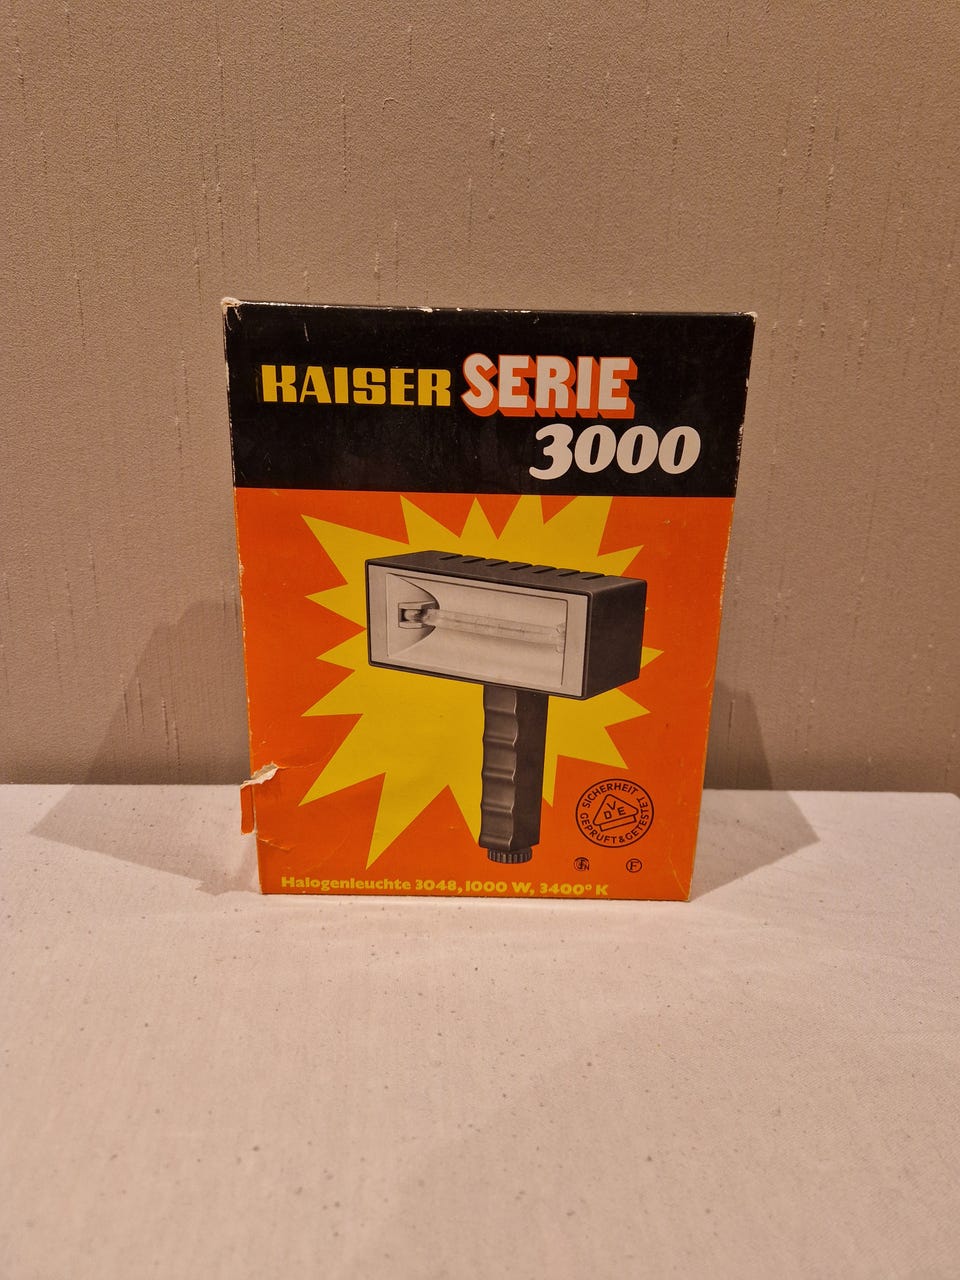 KAISER SERIE
3000
SICHERHEIT
GEPRÜFT & GETESTET
VDE
F
Halogenleuchte 3048, 1000 W, 3400° K